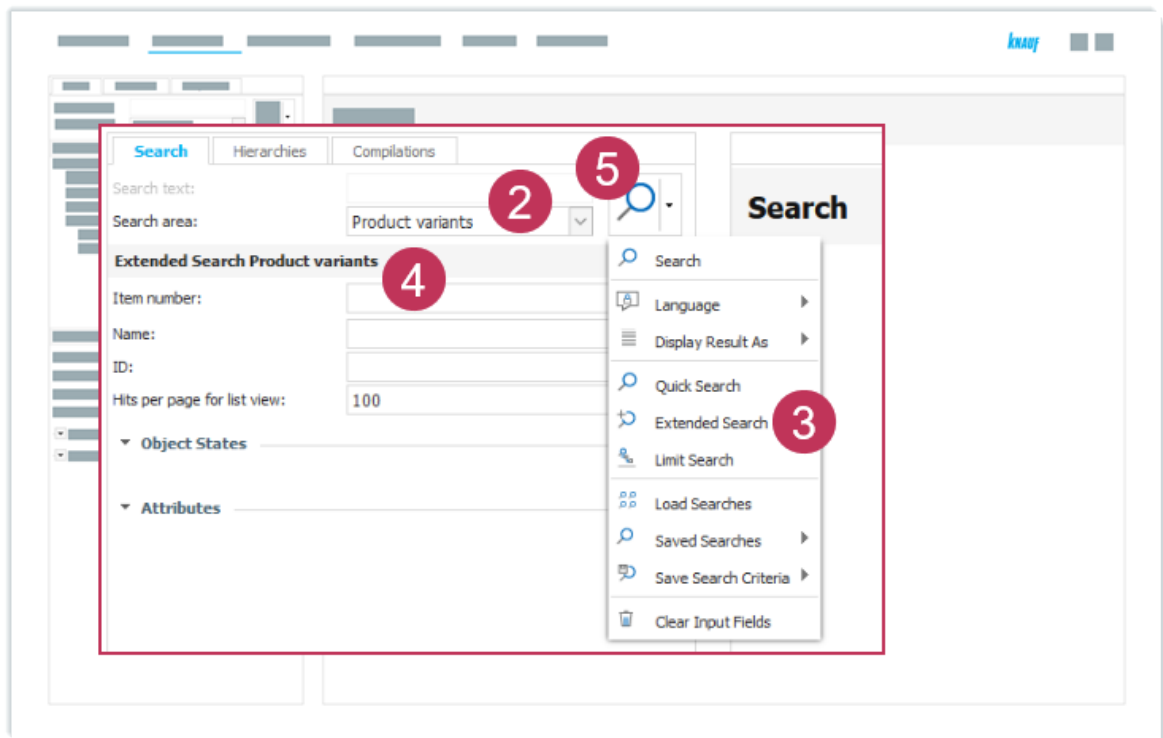 KNAUF
Search Hierarchies Compilations
Search text:
Search area: Product variants
Extended Search Product variants
Item number:
Name:
ID:
Hits per page for list view: 100
Object States
Attributes
2
5
4
Search
Search
Language
Display Result As
Quick Search
Extended Search
3
Limit Search
Load Searches
Saved Searches
Save Search Criteria
Clear Input Fields